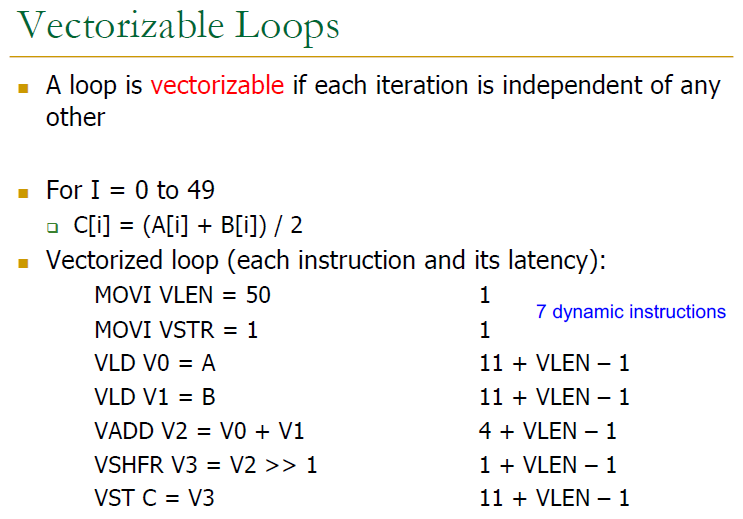 Vectorizable Loops
A loop is vectorizable if each iteration is independent of any
other
For I = 0 to 49
C[i] = (A[i] + B[i]) / 2
Vectorized loop (each instruction and its latency):
MOVI VLEN = 50 1
7 dynamic instructions
MOVI VSTR = 1 1
VLD V0 = A 11 + VLEN – 1
VLD V1 = B 11 + VLEN – 1
VADD V2 = V0 + V1 4 + VLEN – 1
VSHFR V3 = V2 >> 1 1 + VLEN – 1
VST C = V3 11 + VLEN – 1